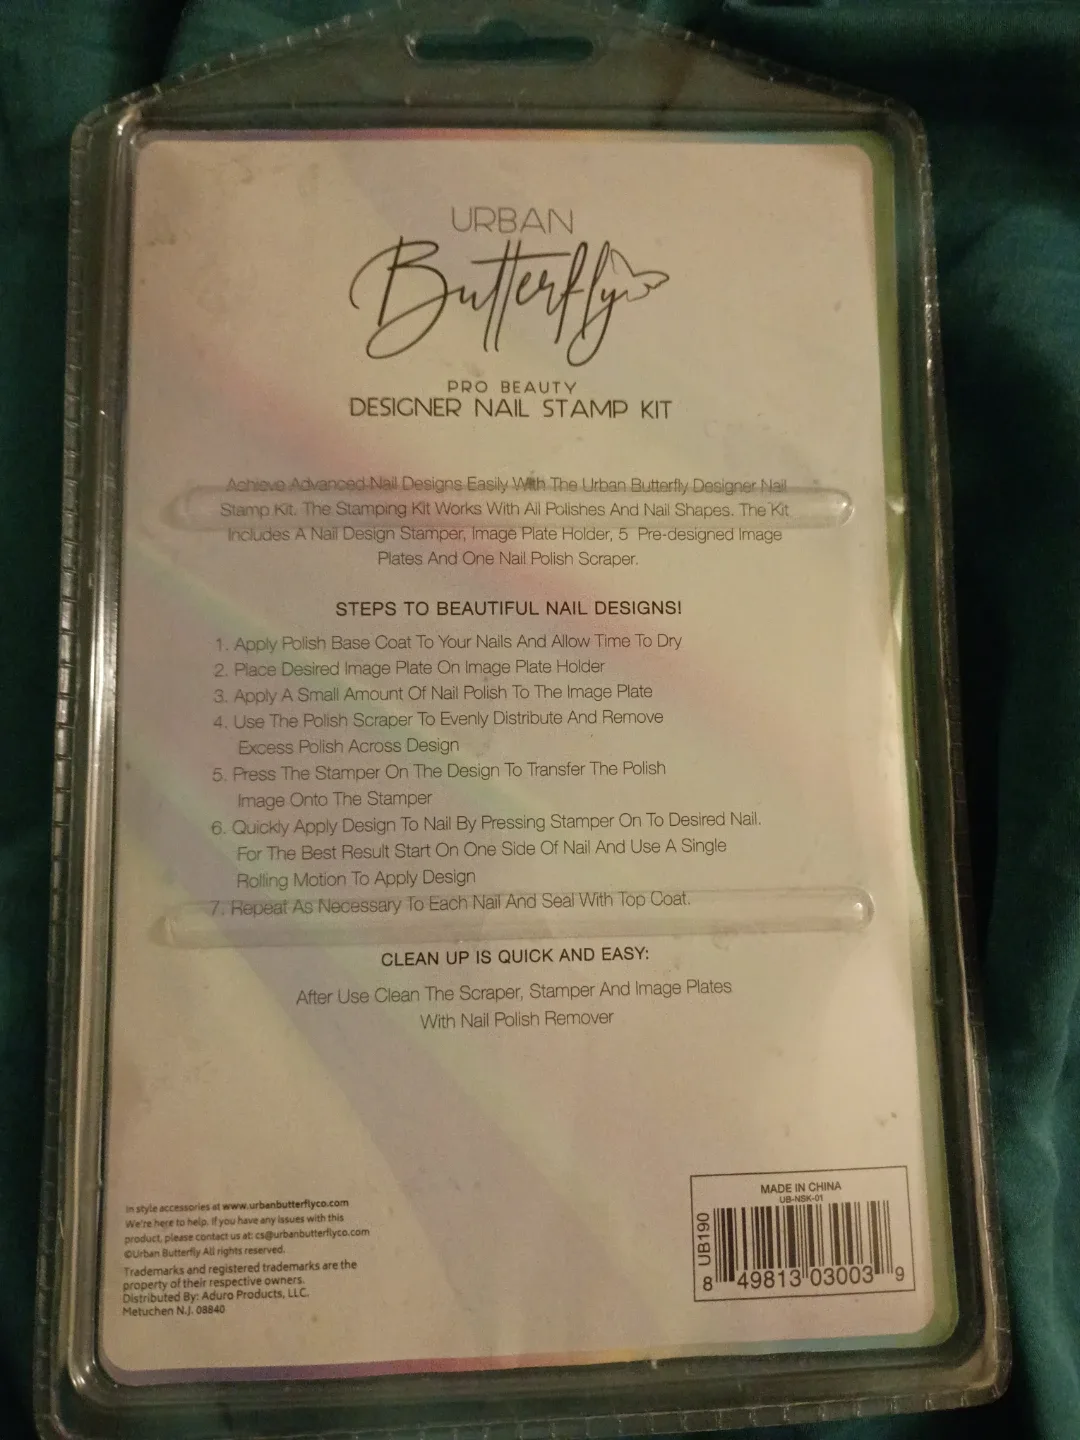 URBAN
Butterfly
PRO BEAUTY
DESIGNER NAIL STAMP KIT
Achieve Advanced Nail Designs Easily With The Urban Butterfly Designer Nail
Stamp Kit. The Stamping Kit Works With All Polishes And Nail Shapes. The Kit
Includes A Nail Design Stamper, Image Plate Holder, 5 Pre-designed Image
Plates And One Nail Polish Scraper.
STEPS TO BEAUTIFUL NAIL DESIGNS!
1. Apply Polish Base Coat To Your Nails And Allow Time To Dry
2. Place Desired Image Plate On Image Plate Holder
3. Apply A Small Amount Of Nail Polish To The Image Plate
4. Use The Polish Scraper To Evenly Distribute And Remove
Excess Polish Across Design
5. Press The Stamper On The Design To Transfer The Polish
Image Onto The Stamper
6. Quickly Apply Design To Nail By Pressing Stamper On To Desired Nail.
For The Best Result Start On One Side Of Nail And Use A Single
Rolling Motion To Apply Design
7. Repeat As Necessary To Each Nail And Seal With Top Coat.
CLEAN UP IS QUICK AND EASY:
After Use Clean The Scraper, Stamper And Image Plates
With Nail Polish Remover
In style accessories at www.urbanbutterflyco.com
We're here to help. If you have any issues with this
product, please contact us at: cs@urbanbutterflyco.com
©Urban Butterfly All rights reserved.
Trademarks and registered trademarks are the
property of their respective owners.
Distributed By: Aduro Products, LLC.
Metuchen N.J. 08840
MADE IN CHINA
UB-NSK-01
UB190
8 49813 03003 9